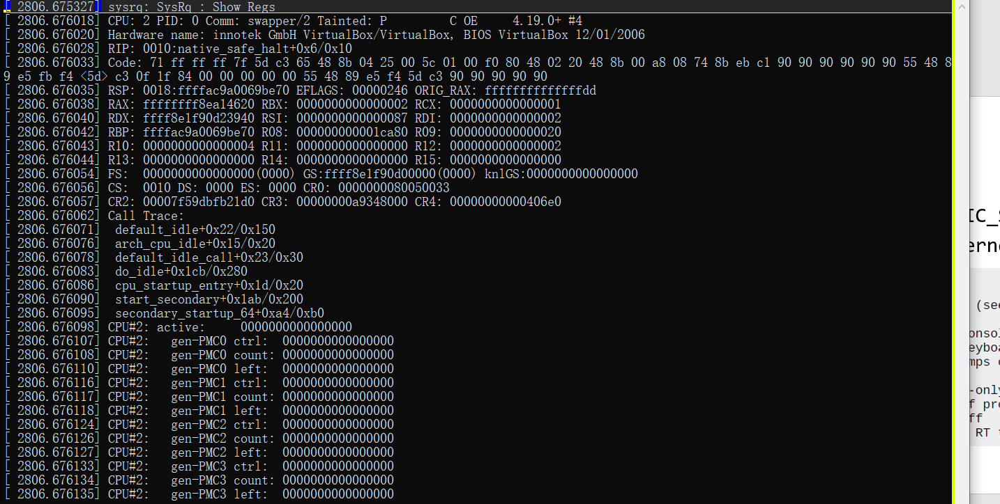 [ 2806.675327] sysrq: SysRq : Show Regs
[ 2806.676018] CPU: 2 PID: 0 Comm: swapper/2 Tainted: P         C OE     4.19.0+ #4
[ 2806.676020] Hardware name: innotek GmbH VirtualBox/VirtualBox, BIOS VirtualBox 12/01/2006
[ 2806.676028] RIP: 0010:native_safe_halt+0x6/0x10
[ 2806.676033] Code: 71 ff ff ff 7f 5d c3 65 48 8b 04 25 00 5c 01 00 f0 80 48 02 20 48 8b 00 a8 08 74 8b eb c1 90 90 90 90 90 90 55 48 8
9 e5 fb f4 <5d> c3 0f 1f 84 00 00 00 00 00 55 48 89 e5 f4 5d c3 90 90 90 90 90
[ 2806.676035] RSP: 0018:ffffac9a0069be70 EFLAGS: 00000246 ORIG_RAX: ffffffffffffffdd
[ 2806.676038] RAX: ffffffff8ea14620 RBX: 0000000000000002 RCX: 0000000000000001
[ 2806.676040] RDX: ffff8e1f90d23940 RSI: 0000000000000087 RDI: 0000000000000002
[ 2806.676042] RBP: ffffac9a0069be70 R08: 000000000001ca80 R09: 0000000000000020
[ 2806.676043] R10: 0000000000000004 R11: 0000000000000000 R12: 0000000000000002
[ 2806.676044] R13: 0000000000000000 R14: 0000000000000000 R15: 0000000000000000
[ 2806.676054] FS:  0000000000000000(0000) GS:ffff8e1f90d00000(0000) knlGS:0000000000000000
[ 2806.676056] CS:  0010 DS: 0000 ES: 0000 CR0: 0000000080050033
[ 2806.676057] CR2: 00007f59dbfb21d0 CR3: 00000000a9348000 CR4: 00000000000406e0
[ 2806.676062] Call Trace:
[ 2806.676071]  default_idle+0x22/0x150
[ 2806.676076]  arch_cpu_idle+0x15/0x20
[ 2806.676078]  default_idle_call+0x23/0x30
[ 2806.676083]  do_idle+0x1cb/0x280
[ 2806.676086]  cpu_startup_entry+0x1d/0x20
[ 2806.676090]  start_secondary+0x1ab/0x200
[ 2806.676095]  secondary_startup_64+0xa4/0xb0
[ 2806.676098] CPU#2: active:     0000000000000000
[ 2806.676107] CPU#2:   gen-PMC0 ctrl:  0000000000000000
[ 2806.676108] CPU#2:   gen-PMC0 count: 0000000000000000
[ 2806.676110] CPU#2:   gen-PMC0 left:  0000000000000000
[ 2806.676116] CPU#2:   gen-PMC1 ctrl:  0000000000000000
[ 2806.676117] CPU#2:   gen-PMC1 count: 0000000000000000
[ 2806.676118] CPU#2:   gen-PMC1 left:  0000000000000000
[ 2806.676124] CPU#2:   gen-PMC2 ctrl:  0000000000000000
[ 2806.676126] CPU#2:   gen-PMC2 count: 0000000000000000
[ 2806.676127] CPU#2:   gen-PMC2 left:  0000000000000000
[ 2806.676133] CPU#2:   gen-PMC3 ctrl:  0000000000000000
[ 2806.676134] CPU#2:   gen-PMC3 count: 0000000000000000
[ 2806.676135] CPU#2:   gen-PMC3 left:  0000000000000000